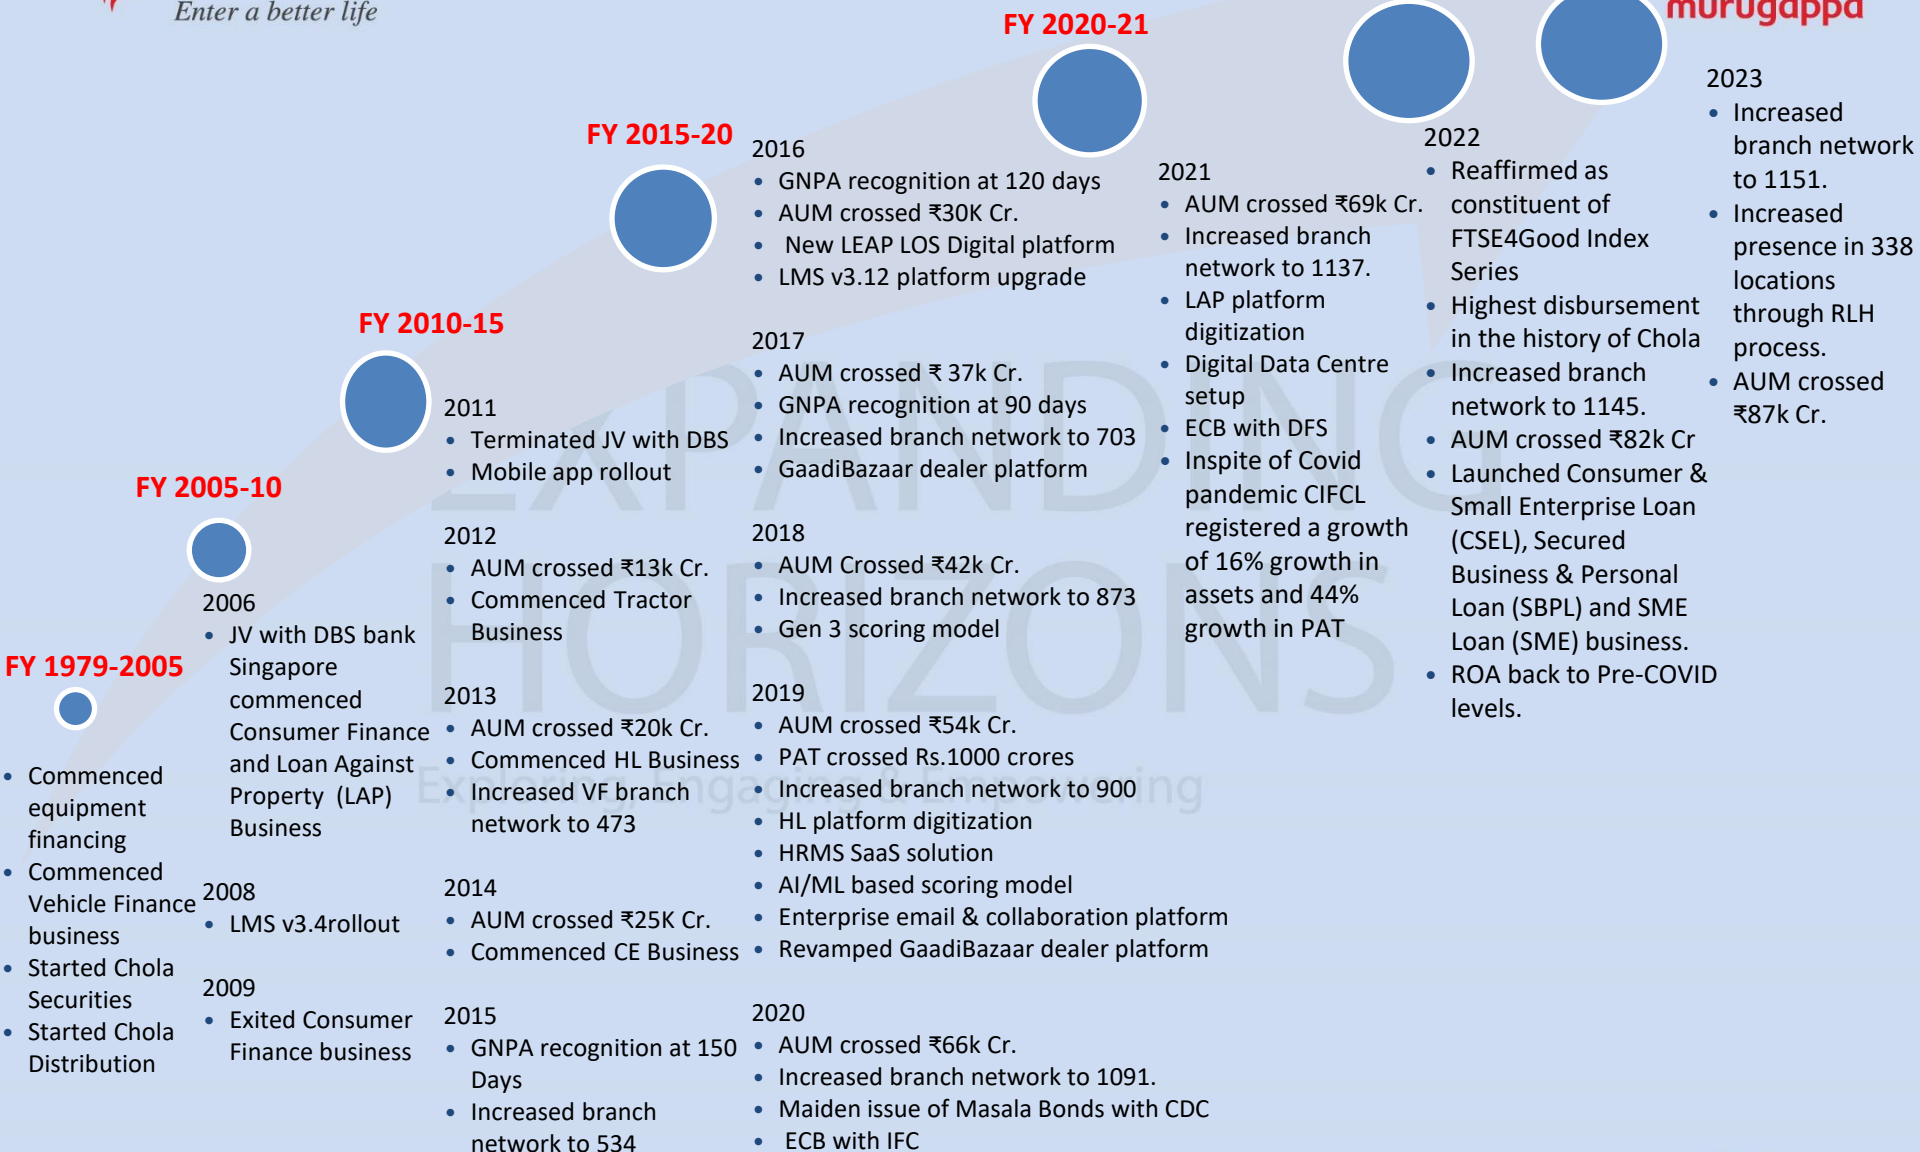 Enter a better life
murugappa
FY 1979-2005
• Commenced
equipment
financing
• Commenced
Vehicle Finance
business
• Started Chola
Securities
• Started Chola
Distribution
FY 2005-10
2006
• JV with DBS bank
Singapore
commenced
Consumer Finance
and Loan Against
Property (LAP)
Business
2008
• LMS v3.4rollout
2009
• Exited Consumer
Finance business
FY 2010-15
2011
• Terminated JV with DBS
• Mobile app rollout
2012
• AUM crossed ₹13k Cr.
• Commenced Tractor
Business
2013
• AUM crossed ₹20k Cr.
• Commenced HL Business
• Increased VF branch
network to 473
2014
• AUM crossed ₹25K Cr.
• Commenced CE Business
2015
• GNPA recognition at 150
Days
• Increased branch
network to 534
FY 2015-20
2016
• GNPA recognition at 120 days
• AUM crossed ₹30K Cr.
• New LEAP LOS Digital platform
• LMS v3.12 platform upgrade
2017
• AUM crossed ₹ 37k Cr.
• GNPA recognition at 90 days
• Increased branch network to 703
• GaadiBazaar dealer platform
2018
• AUM Crossed ₹42k Cr.
• Increased branch network to 873
• Gen 3 scoring model
2019
• AUM crossed ₹54k Cr.
• PAT crossed Rs.1000 crores
• Increased branch network to 900
• HL platform digitization
• HRMS SaaS solution
• AI/ML based scoring model
• Enterprise email & collaboration platform
• Revamped GaadiBazaar dealer platform
2020
• AUM crossed ₹66k Cr.
• Increased branch network to 1091.
• Maiden issue of Masala Bonds with CDC
• ECB with IFC
FY 2020-21
2021
• AUM crossed ₹69k Cr.
• Increased branch
network to 1137.
• LAP platform
digitization
• Digital Data Centre
setup
• ECB with DFS
• Inspite of Covid
pandemic CIFCL
registered a growth
of 16% growth in
assets and 44%
growth in PAT
2022
• Reaffirmed as
constituent of
FTSE4Good Index
Series
• Highest disbursement
in the history of Chola
• Increased branch
network to 1145.
• AUM crossed ₹82k Cr
• Launched Consumer &
Small Enterprise Loan
(CSEL), Secured
Business & Personal
Loan (SBPL) and SME
Loan (SME) business.
• ROA back to Pre-COVID
levels.
2023
• Increased
branch network
to 1151.
• Increased
presence in 338
locations
through RLH
process.
• AUM crossed
₹87k Cr.
EXPANDING
HORIZONS
Exploring, Engaging & Empowering